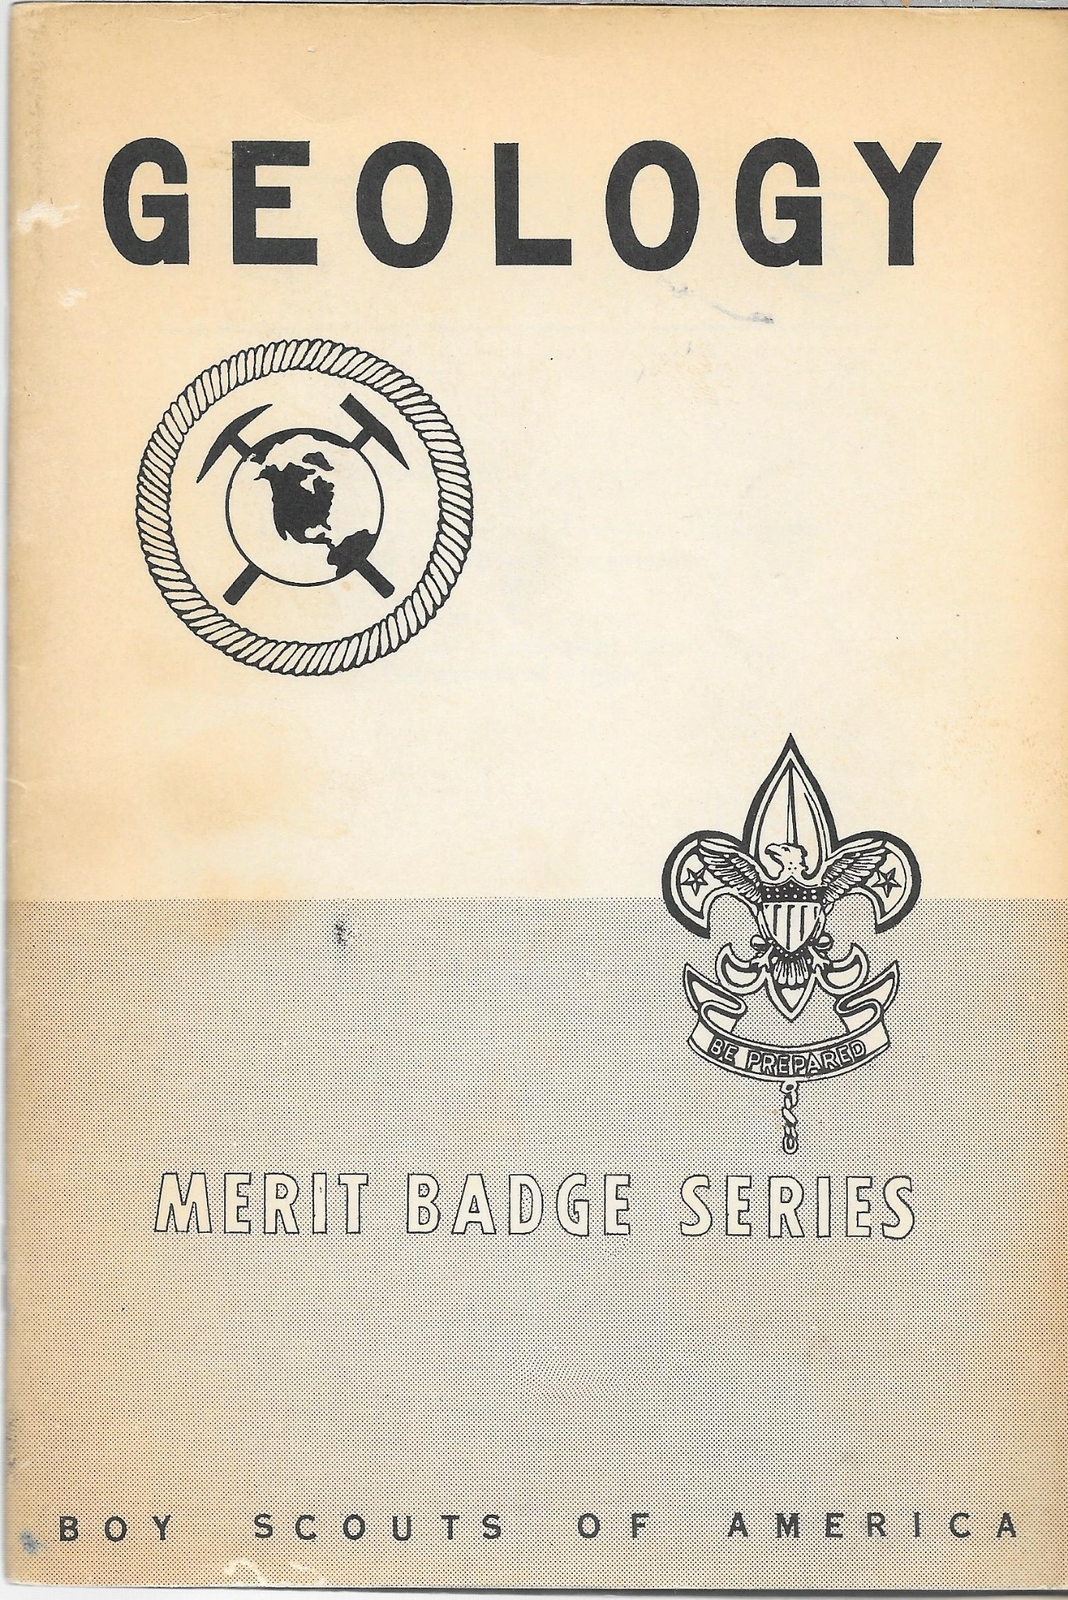 GEOLOGY
BE PREPARED
MERIT BADGE SERIES
BOY SCOUTS OF AMERICA